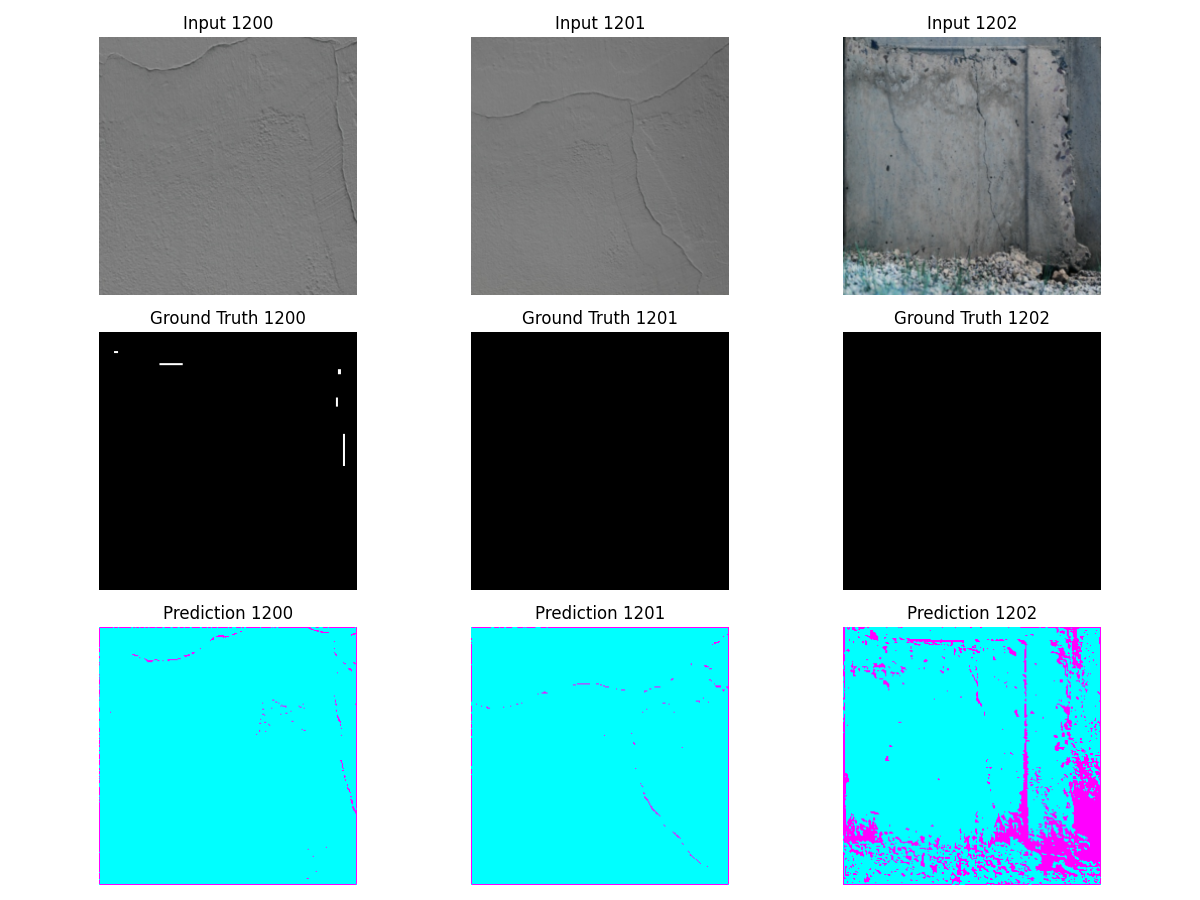 Input 1200
Input 1201
Input 1202
Ground Truth 1200
Ground Truth 1201
Ground Truth 1202
Prediction 1200
Prediction 1201
Prediction 1202